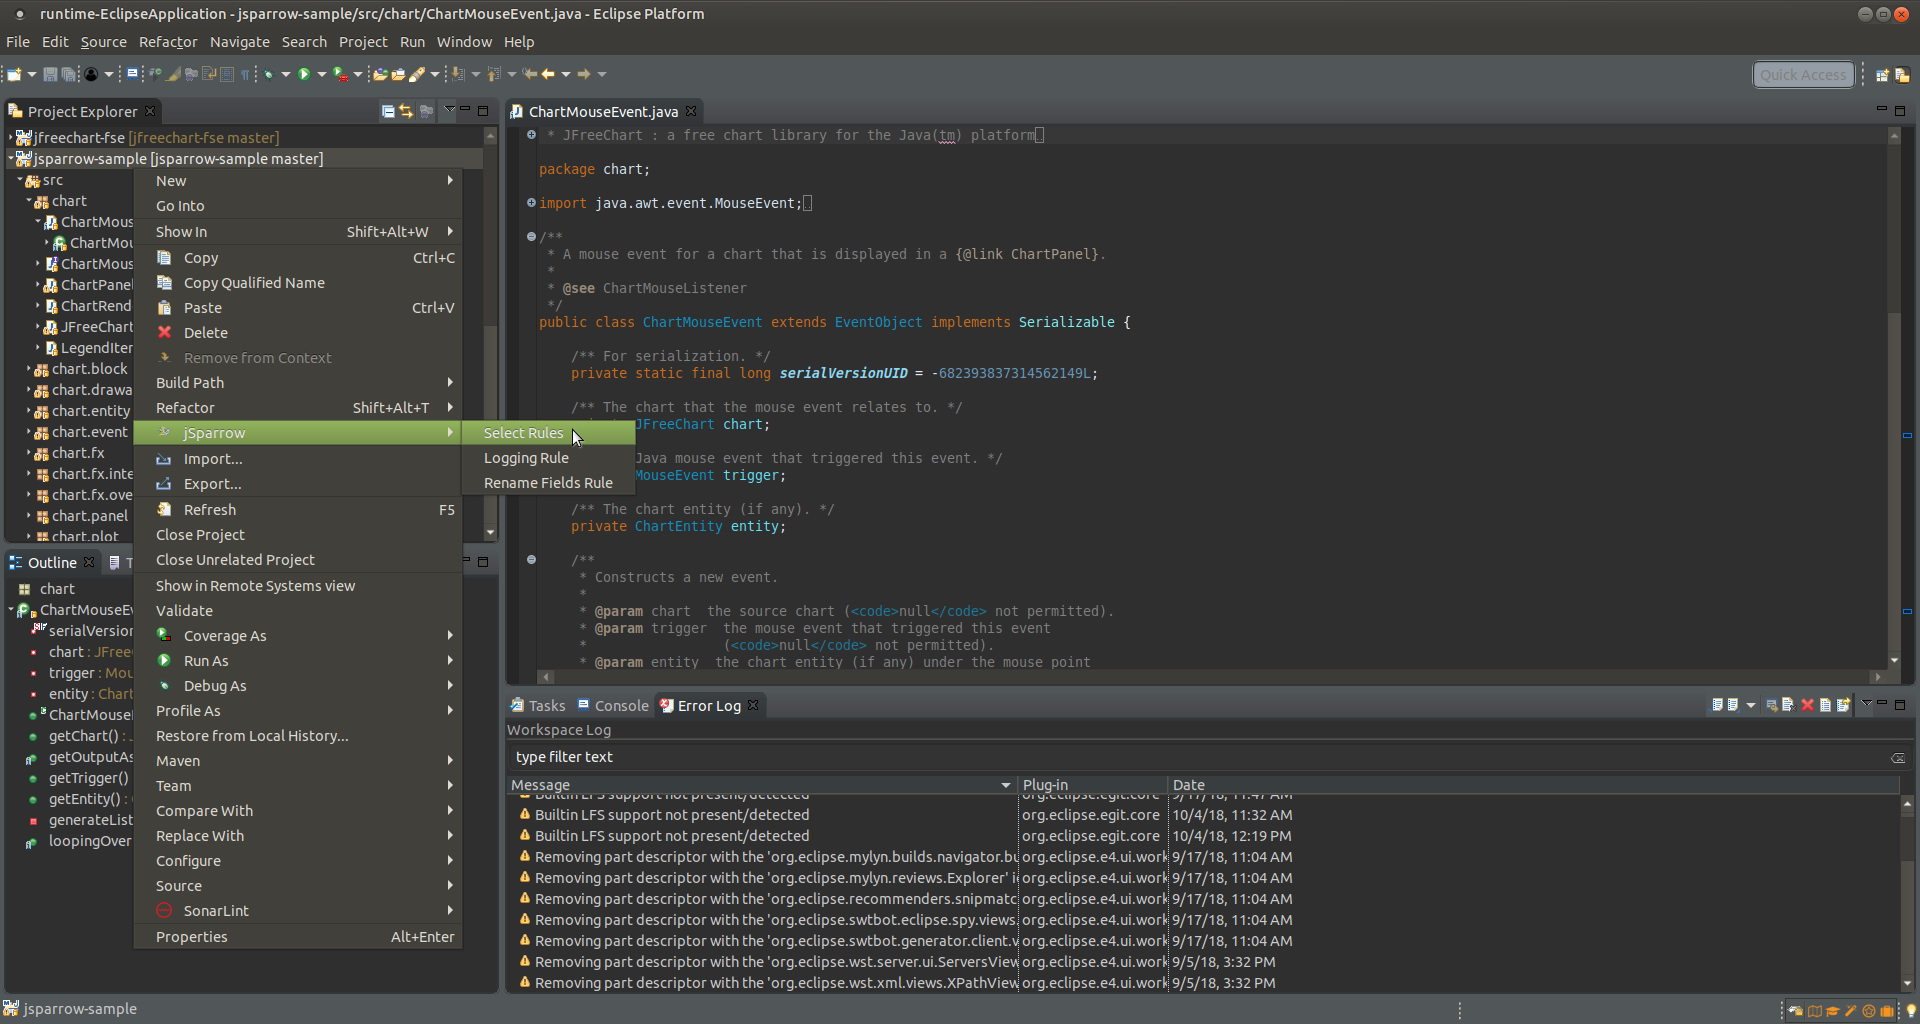 runtime-EclipseApplication - jsparrow-sample/src/chart/ChartMouseEvent.java - Eclipse Platform
File Edit Source Refactor Navigate Search Project Run Window Help
Quick Access
Project Explorer
jfreechart-fse [jfreechart-fse master]
jsparrow-sample [jsparrow-sample master]
src
chart
ChartMous
ChartMou
ChartMous
ChartPane
ChartRend
JFreeChart
LegendIter
chart.block
chart.drawa
chart.entity
chart.event
chart.fx
chart.fx.inte
chart.fx.ove
chart.panel
chart.plot
New
Go Into
Show In Shift+Alt+W
Copy Ctrl+C
Copy Qualified Name
Paste Ctrl+V
Delete
Remove from Context
Build Path
Refactor Shift+Alt+T
jSparrow
Import...
Export...
Refresh F5
Close Project
Close Unrelated Project
Show in Remote Systems view
Validate
Coverage As
Run As
Debug As
Profile As
Restore from Local History...
Maven
Team
Compare With
Replace With
Configure
Source
SonarLint
Properties Alt+Enter
Select Rules
Logging Rule
Rename Fields Rule
Outline T
chart
ChartMouseEv
serialVersion
chart : JFree
trigger : Mou
entity : Chart
ChartMouse
getChart() :
getOutputAs
getTrigger()
getEntity() :
generateList
loopingOver
ChartMouseEvent.java
* JFreeChart : a free chart library for the Java(tm) platform
package chart;
import java.awt.event.MouseEvent;
/**
* A mouse event for a chart that is displayed in a {@link ChartPanel}.
*
* @see ChartMouseListener
*/
public class ChartMouseEvent extends EventObject implements Serializable {
/** For serialization. */
private static final long serialVersionUID = -682393837314562149L;
/** The chart that the mouse event relates to. */
JFreeChart chart;
Java mouse event that triggered this event. */
MouseEvent trigger;
/** The chart entity (if any). */
private ChartEntity entity;
/**
* Constructs a new event.
*
* @param chart the source chart (<code>null</code> not permitted).
* @param trigger the mouse event that triggered this event
* (<code>null</code> not permitted).
* @param entity the chart entity (if any) under the mouse point
Tasks Console Error Log
Workspace Log
type filter text
Message Plug-in Date
Builtin LFS support not present/detected org.eclipse.egit.core 9/17/18, 11:47 AM
Builtin LFS support not present/detected org.eclipse.egit.core 10/4/18, 11:32 AM
Builtin LFS support not present/detected org.eclipse.egit.core 10/4/18, 12:19 PM
Removing part descriptor with the 'org.eclipse.mylyn.builds.navigator.bu org.eclipse.e4.ui.work 9/17/18, 11:04 AM
Removing part descriptor with the 'org.eclipse.mylyn.reviews.Explorer' i org.eclipse.e4.ui.work 9/17/18, 11:04 AM
Removing part descriptor with the 'org.eclipse.recommenders.snipmatc org.eclipse.e4.ui.work 9/17/18, 11:04 AM
Removing part descriptor with the 'org.eclipse.swtbot.eclipse.spy.views. org.eclipse.e4.ui.work 9/17/18, 11:04 AM
Removing part descriptor with the 'org.eclipse.swtbot.generator.client.v org.eclipse.e4.ui.work 9/17/18, 11:04 AM
Removing part descriptor with the 'org.eclipse.wst.server.ui.ServersView org.eclipse.e4.ui.work 9/5/18, 3:32 PM
Removing part descriptor with the 'org.eclipse.wst.xml.views.XPathView org.eclipse.e4.ui.work 9/5/18, 3:32 PM
jsparrow-sample